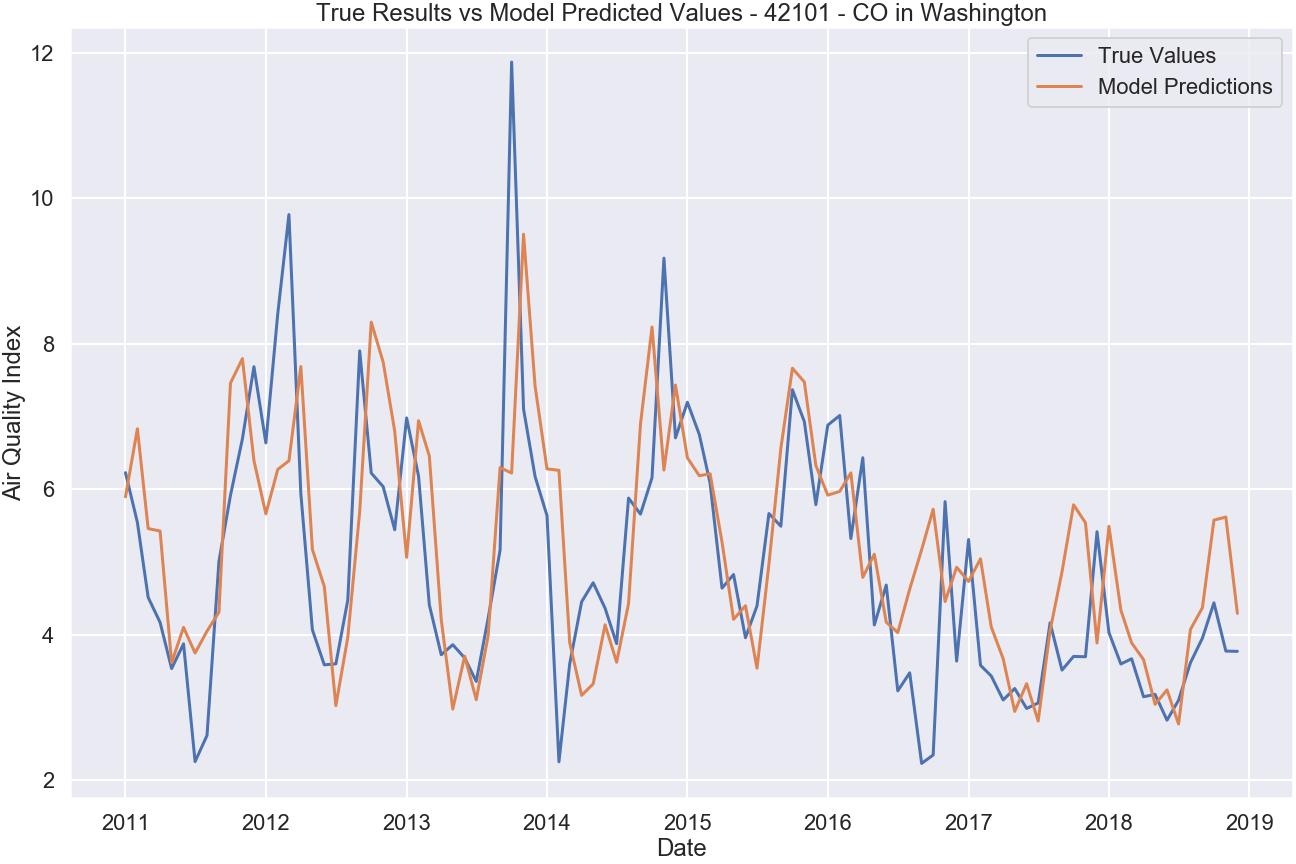 True Results vs Model Predicted Values - 42101 - CO in Washington
True Values
Model Predictions
Air Quality Index
12
10
8
6
4
2
2011 2012 2013 2014 2015 2016 2017 2018 2019
Date